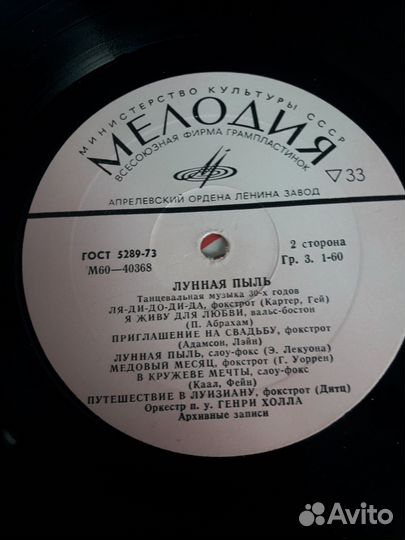 МИНИСТЕРСТВО КУЛЬТУРЫ СССР
МЕЛОДИЯ
ВСЕСОЮЗНАЯ ФИРМА ГРАМПЛАСТИНОК
▽33
АПРЕЛЕВСКИЙ ОРДЕНА ЛЕНИНА ЗАВОД
ГОСТ 5289-73
М60—40368
2 сторона
Гр. 3. 1-60
ЛУННАЯ ПЫЛЬ
Танцевальная музыка 30-х годов
ЛЯ-ДИ-ДО-ДИ-ДА, фокстрот (Картер, Гей)
Я ЖИВУ ДЛЯ ЛЮБВИ, вальс-бостон
(П. Абрахам)
ПРИГЛАШЕНИЕ НА СВАДЬБУ, фокстрот
(Адамсон, Лэйн)
ЛУННАЯ ПЫЛЬ, слоу-фокс (Э. Лекуона)
МЕДОВЫЙ МЕСЯЦ, фокстрот (Г. Уоррен)
В КРУЖЕВЕ МЕЧТЫ, слоу-фокс
(Каал, Фейн)
ПУТЕШЕСТВИЕ В ЛУИЗИАНУ, фокстрот (Дитц)
Оркестр п. у. ГЕНРИ ХОЛЛА
Архивные записи
Avito